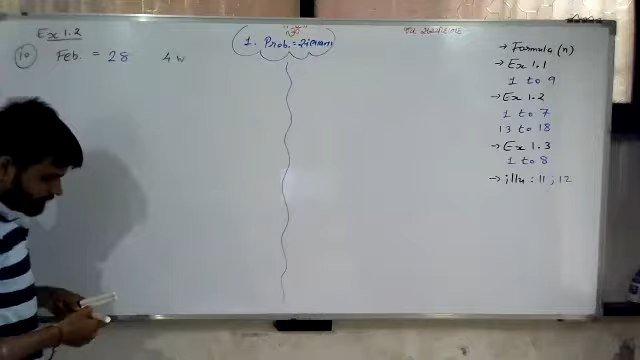 Ex 1.2
10 Feb. = 28 4 w
1. Prob. =
→ Formula (n)
→ Ex 1.1
1 to 9
→ Ex 1.2
1 to 7
13 to 18
→ Ex 1.3
1 to 8
→ illu : 11 ; 12